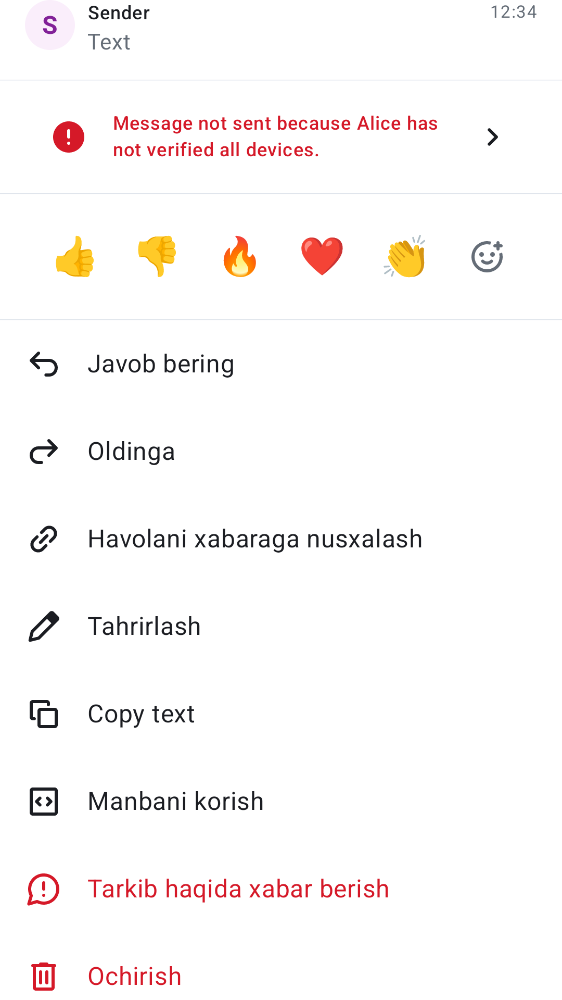 S
Sender
12:34
Text
Message not sent because Alice has
not verified all devices.
Javob bering
Oldinga
Havolani xabaraga nusxalash
Tahrirlash
Copy text
Manbani korish
Tarkib haqida xabar berish
Ochirish